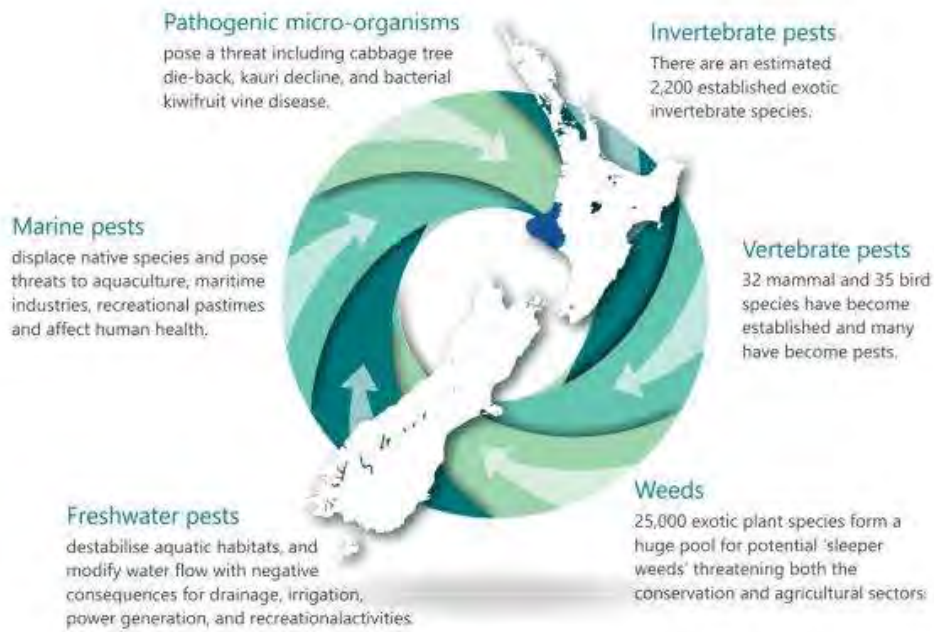 Pathogenic micro-organisms
pose a threat including cabbage tree
die-back, kauri decline, and bacterial
kiwifruit vine disease.
Invertebrate pests
There are an estimated
2,200 established exotic
invertebrate species.
Marine pests
displace native species and pose
threats to aquaculture, maritime
industries, recreational pastimes
and affect human health.
Vertebrate pests
32 mammal and 35 bird
species have become
established and many
have become pests.
Freshwater pests
destabilise aquatic habitats, and
modify water flow with negative
consequences for drainage, irrigation,
power generation, and recreationalactivities.
Weeds
25,000 exotic plant species form a
huge pool for potential 'sleeper
weeds' threatening both the
conservation and agricultural sectors.